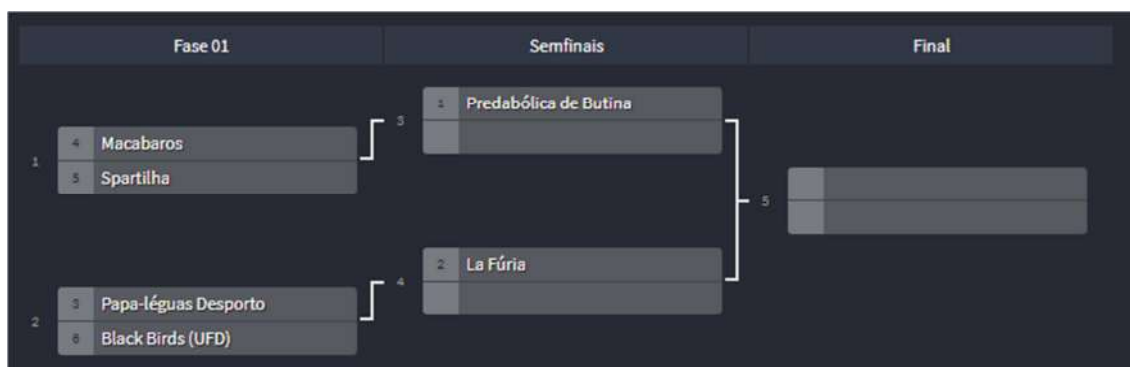 Fase 01
Semfinais
Final
1
4 Macabaros
5 Spartilha
2
3 Papa-léguas Desporto
6 Black Birds (UFD)
3
1 Predabólica de Butina
4
2 La Fúria
5